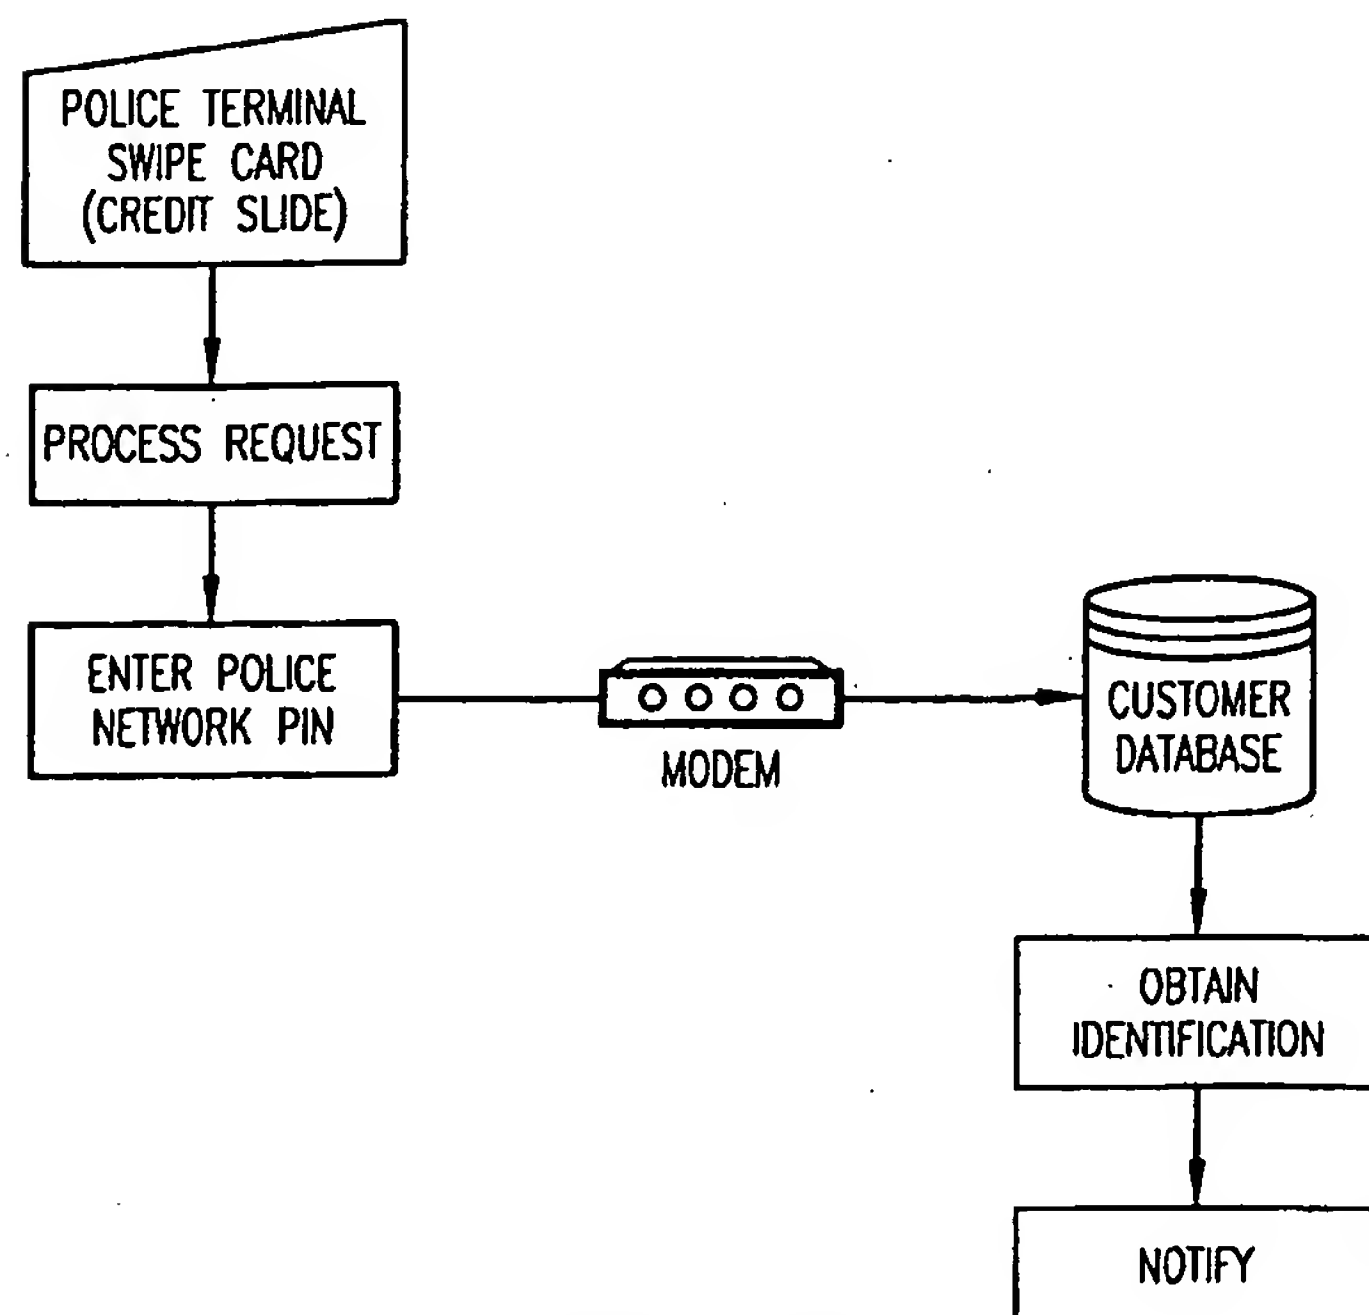 POLICE TERMINAL
SWIPE CARD
(CREDIT SLIDE)
PROCESS REQUEST
ENTER POLICE
NETWORK PIN
MODEM
CUSTOMER
DATABASE
OBTAIN
IDENTIFICATION
NOTIFY